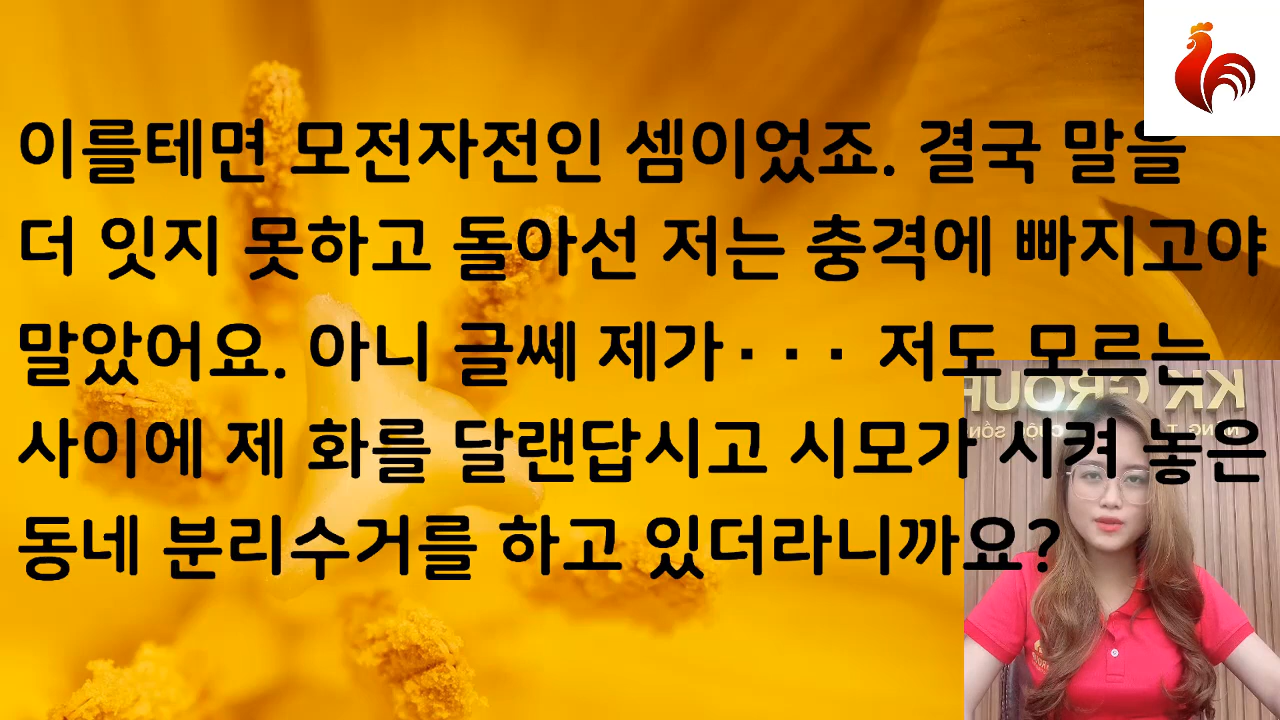 이를테면 모전자전인 셈이었죠. 결국 말을
더 잇지 못하고 돌아선 저는 충격에 빠지고야
말았어요. 아니 글쎄 제가··· 저도 모르는
사이에 제 화를 달랜답시고 시모가 시켜 놓은
동네 분리수거를 하고 있더라니까요?
KK GROUP